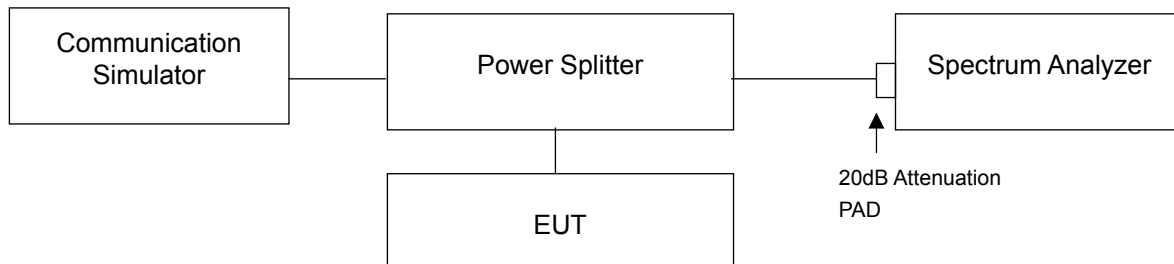 Communication
Simulator
Power Splitter
Spectrum Analyzer
20dB Attenuation
PAD
EUT